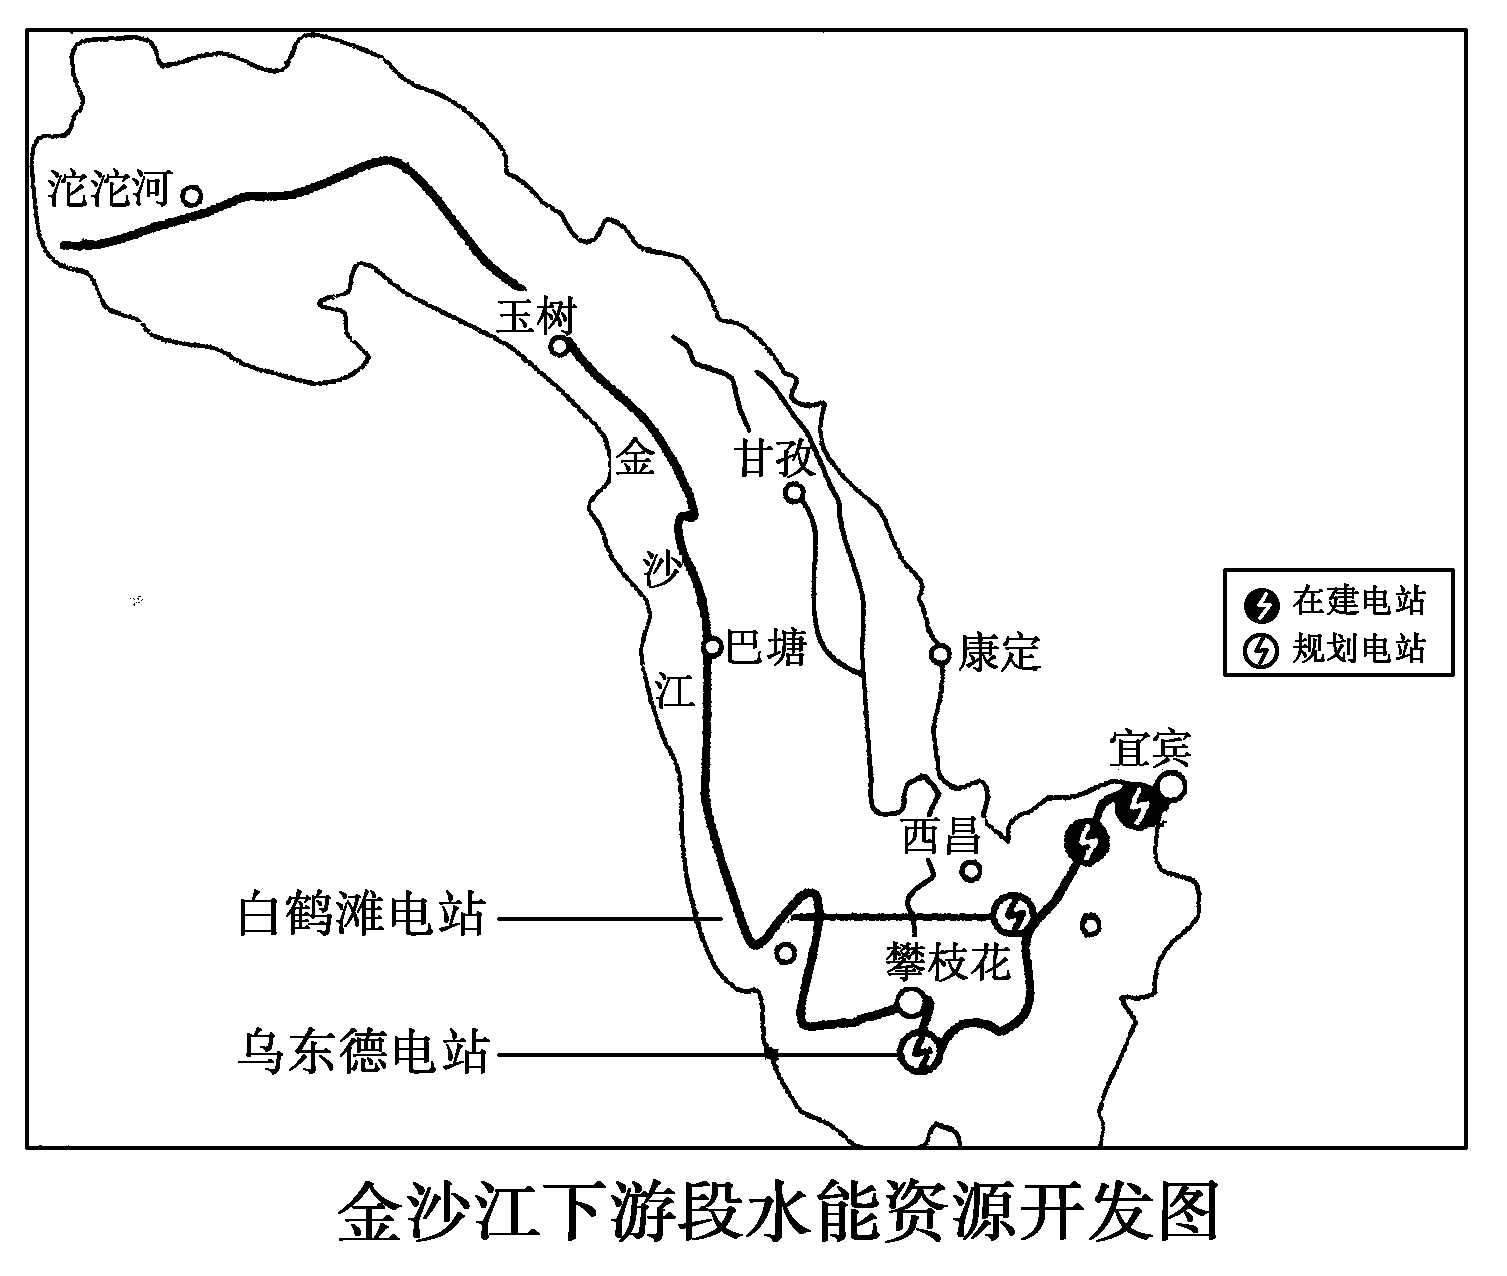 沱沱河
玉树
金
甘孜
沙
在建电站
规划电站
巴塘
康定
江
宜宾
西昌
白鹤滩电站
攀枝花
乌东德电站
金沙江下游段水能资源开发图